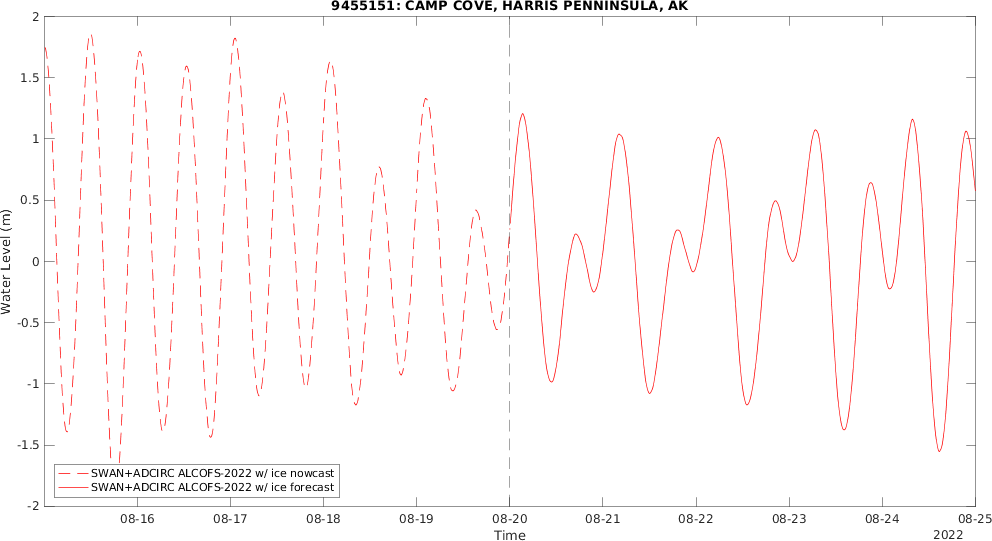 9455151: CAMP COVE, HARRIS PENNINSULA, AK
2
1.5
1
0.5
0
-0.5
-1
-1.5
-2
Water Level (m)
SWAN+ADCIRC ALCOFS-2022 w/ ice nowcast
SWAN+ADCIRC ALCOFS-2022 w/ ice forecast
08-16 08-17 08-18 08-19 08-20 08-21 08-22 08-23 08-24 08-25
Time
2022